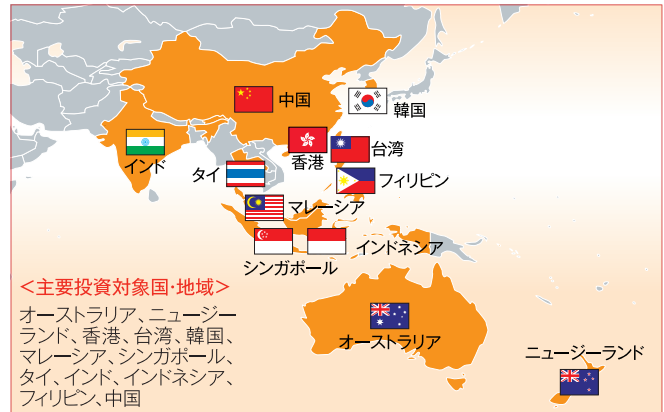 中国
韓国
インド
香港
台湾
タイ
フィリピン
マレーシア
シンガポール
インドネシア
オーストラリア
ニュージーランド
＜主要投資対象国・地域＞
オーストラリア、ニュージー
ランド、香港、台湾、韓国、
マレーシア、シンガポール、
タイ、インド、インドネシア、
フィリピン、中国